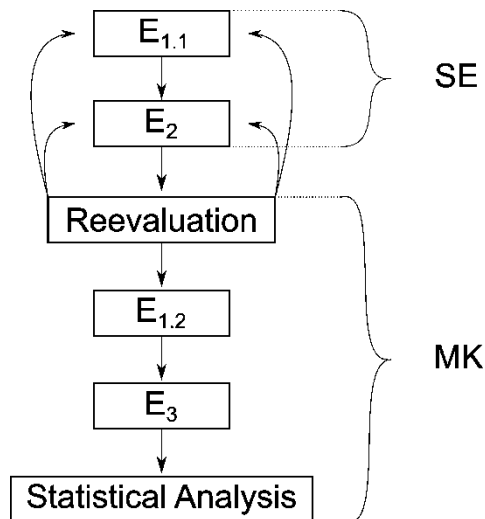 E1.1
SE
E2
Reevaluation
E1.2
MK
E3
Statistical Analysis